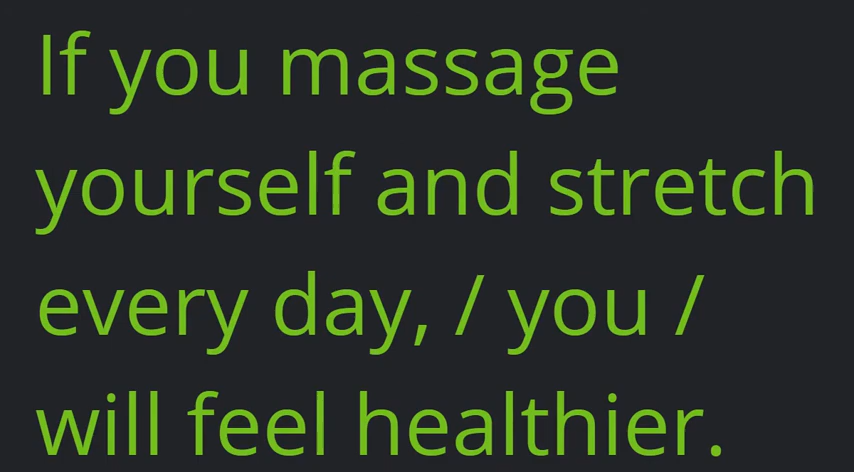 If you massage
yourself and stretch
every day, / you /
will feel healthier.